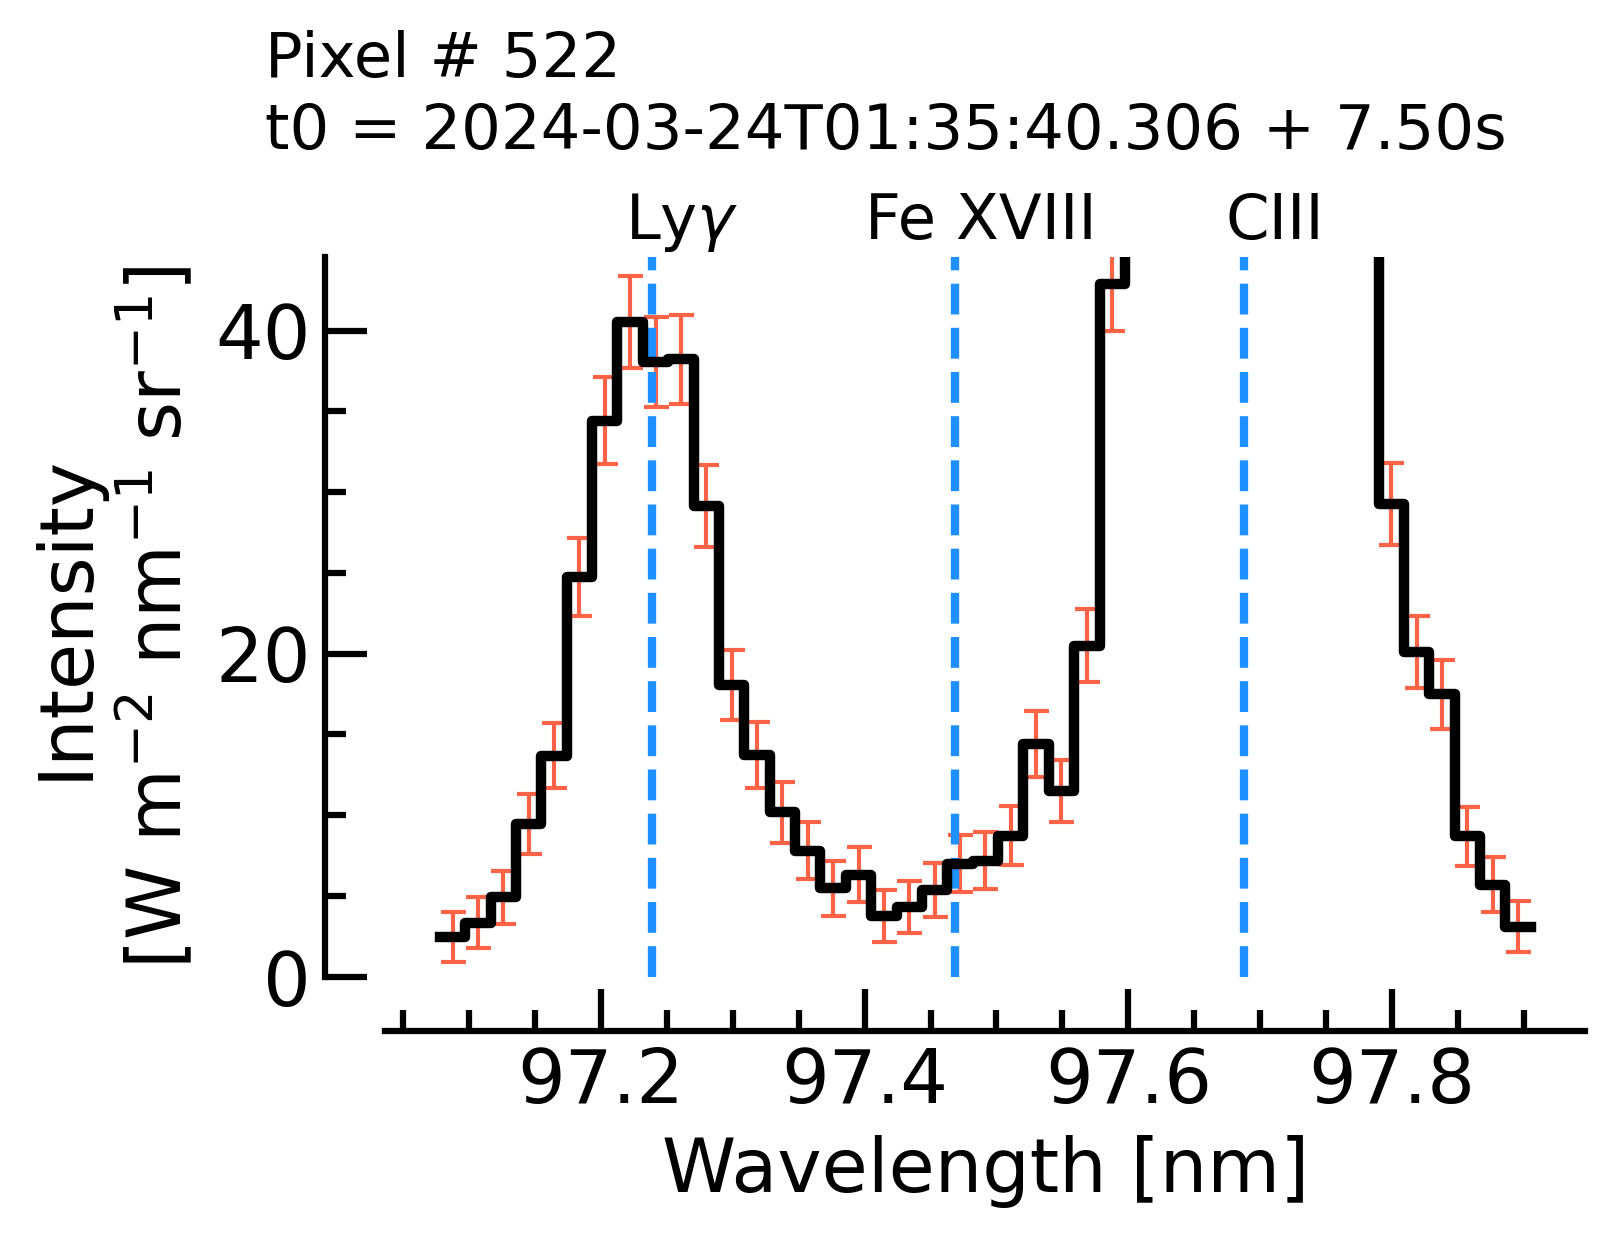 Pixel # 522
t0 = 2024-03-24T01:35:40.306 + 7.50s
Lyγ Fe XVIII CIII
Intensity
[W m⁻² nm⁻¹ sr⁻¹]
40
20
0
97.2 97.4 97.6 97.8
Wavelength [nm]